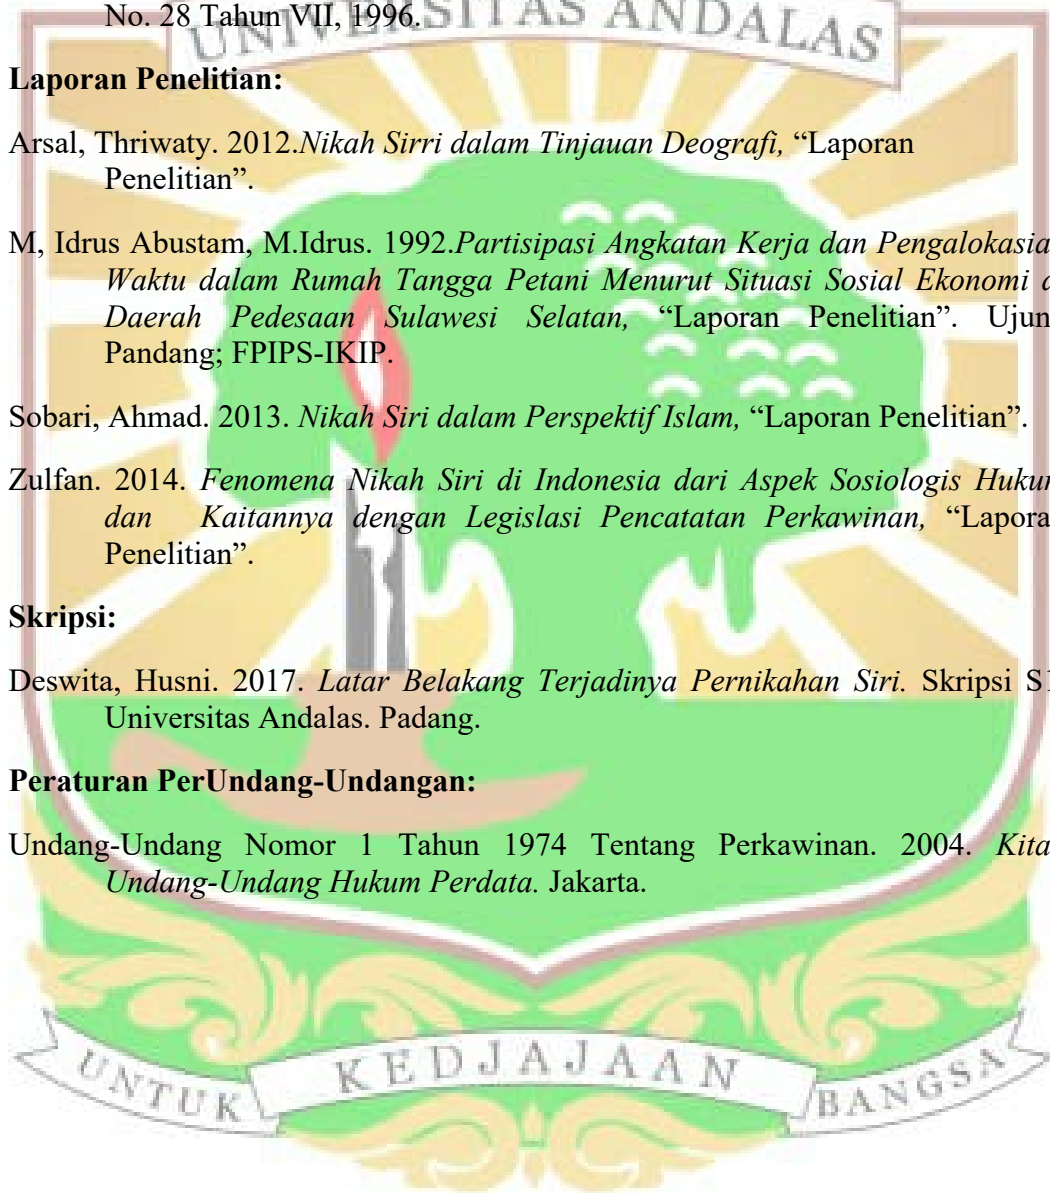 No. 28 Tahun VII, 1996.
UNIVERSITAS ANDALAS
Laporan Penelitian:
Arsal, Thriwaty. 2012.Nikah Sirri dalam Tinjauan Deografi, “Laporan
Penelitian”.
M, Idrus Abustam, M.Idrus. 1992.Partisipasi Angkatan Kerja dan Pengalokasia
Waktu dalam Rumah Tangga Petani Menurut Situasi Sosial Ekonomi d
Daerah Pedesaan Sulawesi Selatan, “Laporan Penelitian”. Ujun
Pandang; FPIPS-IKIP.
Sobari, Ahmad. 2013. Nikah Siri dalam Perspektif Islam, “Laporan Penelitian”.
Zulfan. 2014. Fenomena Nikah Siri di Indonesia dari Aspek Sosiologis Hukum
dan Kaitannya dengan Legislasi Pencatatan Perkawinan, “Lapora
Penelitian”.
Skripsi:
Deswita, Husni. 2017. Latar Belakang Terjadinya Pernikahan Siri. Skripsi S1
Universitas Andalas. Padang.
Peraturan PerUndang-Undangan:
Undang-Undang Nomor 1 Tahun 1974 Tentang Perkawinan. 2004. Kita
Undang-Undang Hukum Perdata. Jakarta.
UNTUK KEDJAJAAN BANGSA